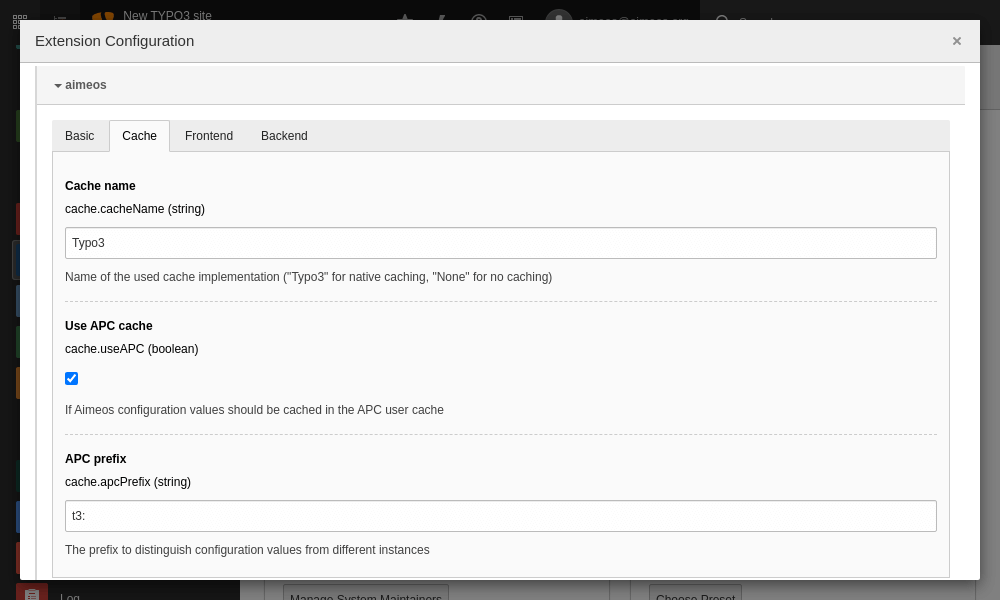 New TYPO3 site
Extension Configuration
×
aimeos
Basic Cache Frontend Backend
Cache name
cache.cacheName (string)
Typo3
Name of the used cache implementation ("Typo3" for native caching, "None" for no caching)
Use APC cache
cache.useAPC (boolean)
If Aimeos configuration values should be cached in the APC user cache
APC prefix
cache.apcPrefix (string)
t3:
The prefix to distinguish configuration values from different instances
Log
Manage System Maintainers
Choose Preset